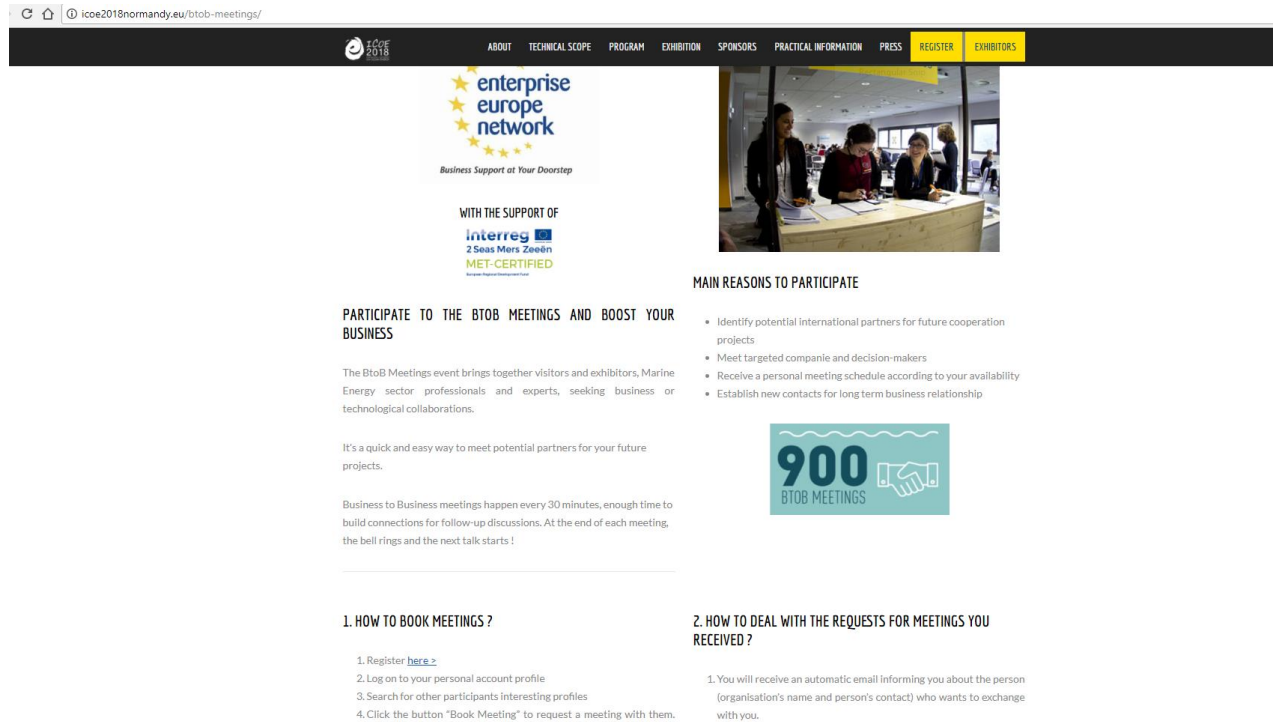 icoe2018normandy.eu/btob-meetings/
ICOE
2018
ABOUT TECHNICAL SCOPE PROGRAM EXHIBITION SPONSORS PRACTICAL INFORMATION PRESS REGISTER EXHIBITORS
enterprise
europe
network
Business Support at Your Doorstep
WITH THE SUPPORT OF
Interreg
2 Seas Mers Zeeën
MET-CERTIFIED
European Regional Development Fund
PARTICIPATE TO THE BTOB MEETINGS AND BOOST YOUR
BUSINESS
The BtoB Meetings event brings together visitors and exhibitors, Marine
Energy sector professionals and experts, seeking business or
technological collaborations.
It's a quick and easy way to meet potential partners for your future
projects.
Business to Business meetings happen every 30 minutes, enough time to
build connections for follow-up discussions. At the end of each meeting,
the bell rings and the next talk starts !
MAIN REASONS TO PARTICIPATE
• Identify potential international partners for future cooperation
projects
• Meet targeted companie and decision-makers
• Receive a personal meeting schedule according to your availability
• Establish new contacts for long term business relationship
900
BTOB MEETINGS
1. HOW TO BOOK MEETINGS ?
1. Register here >
2. Log on to your personal account profile
3. Search for other participants interesting profiles
4. Click the button "Book Meeting" to request a meeting with them.
2. HOW TO DEAL WITH THE REQUESTS FOR MEETINGS YOU
RECEIVED ?
1. You will receive an automatic email informing you about the person
(organisation's name and person's contact) who wants to exchange
with you.